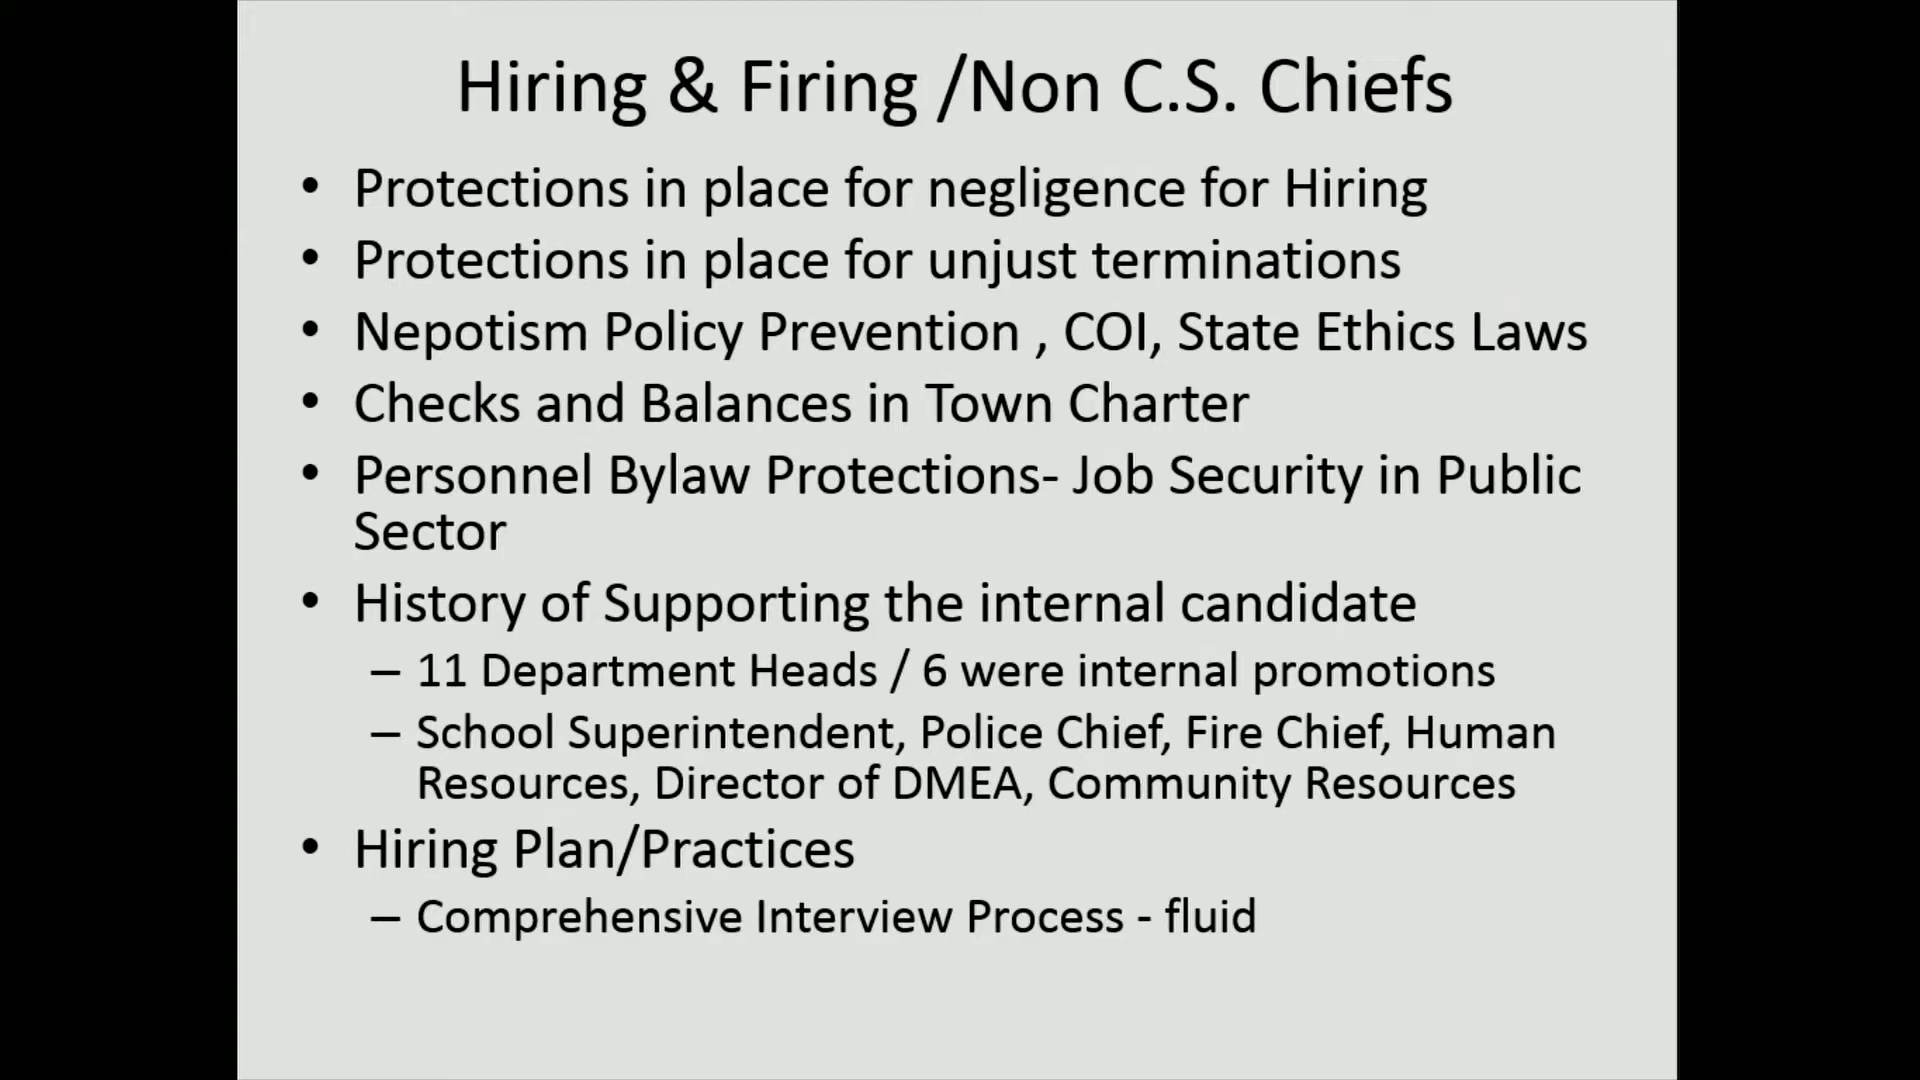 Hiring & Firing /Non C.S. Chiefs
• Protections in place for negligence for Hiring
• Protections in place for unjust terminations
• Nepotism Policy Prevention , COI, State Ethics Laws
• Checks and Balances in Town Charter
• Personnel Bylaw Protections- Job Security in Public
Sector
• History of Supporting the internal candidate
– 11 Department Heads / 6 were internal promotions
– School Superintendent, Police Chief, Fire Chief, Human
Resources, Director of DMEA, Community Resources
• Hiring Plan/Practices
– Comprehensive Interview Process - fluid